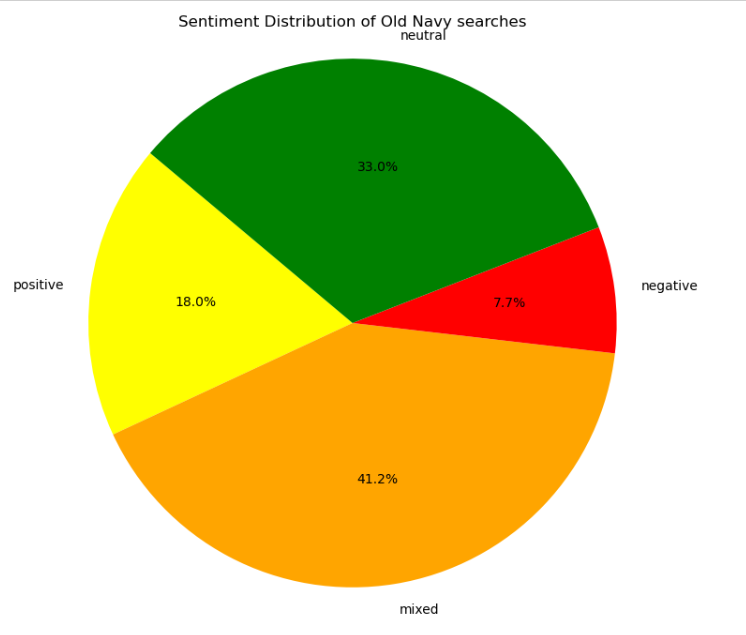 Sentiment Distribution of Old Navy searches
neutral
33.0%
positive
negative
18.0%
7.7%
41.2%
mixed